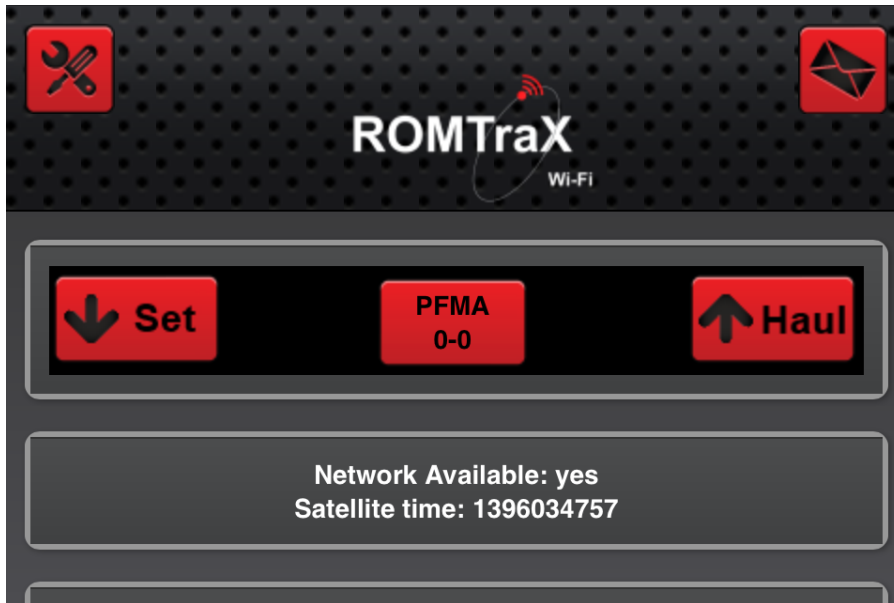 ROMTraX
Wi-Fi
Set
PFMA
0-0
Haul
Network Available: yes
Satellite time: 1396034757